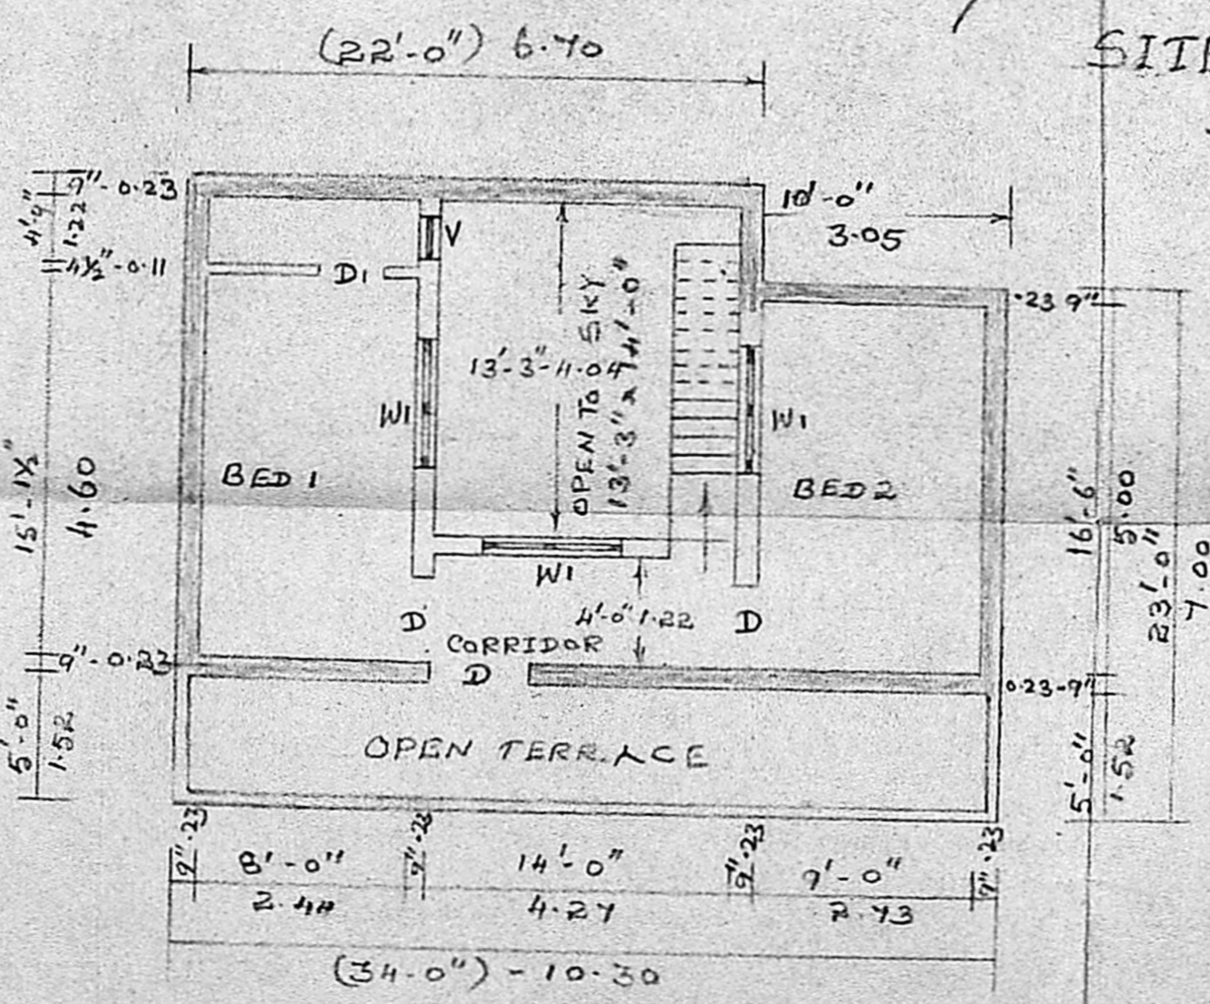 (22'-0") 6.70
SITE
9"-0.23
4'-0"
1.22
4½"-0.11
10'-0"
3.05
V
D1
.23 9"
OPEN TO SKY
13'-3" x 14'-0"
13'-3"-4.04
W1
W1
BED 1
BED 2
15'-1½"
4.60
16'-6"
5.00
23'-0"
7.00
W1
D
4'-0" 1.22
D
CORRIDOR
D
9"-0.23
0.23-9"
5'-0"
1.52
OPEN TERRACE
5'-0"
1.52
9" .23
8'-0"
2.44
9" .23
14'-0"
4.27
9" .23
9'-0"
2.73
9" .23
(34-0") - 10.30